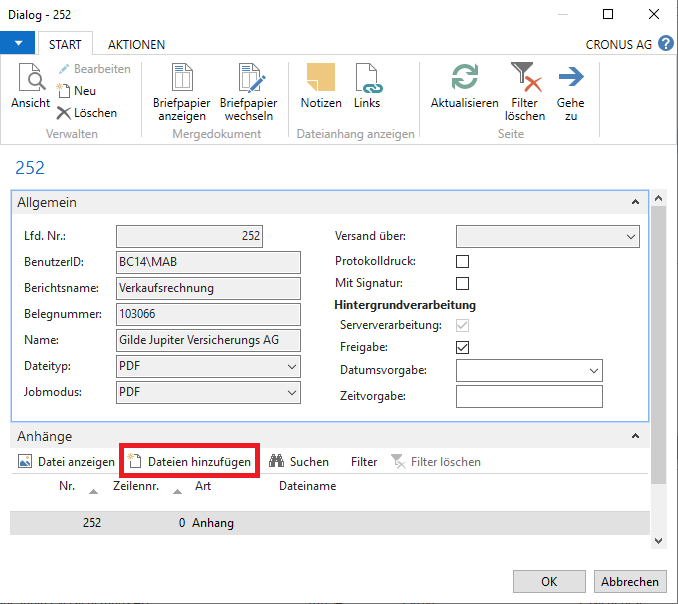 Dialog - 252
START AKTIONEN CRONUS AG
Ansicht
Bearbeiten
Neu
Löschen
Verwalten
Briefpapier anzeigen
Briefpapier wechseln
Mergedokument
Notizen Links
Dateianhang anzeigen
Aktualisieren
Filter löschen
Gehe zu
Seite
252
Allgemein
Lfd. Nr.: 252
BenutzerID: BC14\MAB
Berichtsname: Verkaufsrechnung
Belegnummer: 103066
Name: Gilde Jupiter Versicherungs AG
Dateityp: PDF
Jobmodus: PDF
Versand über:
Protokolldruck:
Mit Signatur:
Hintergrundverarbeitung
Serververarbeitung:
Freigabe:
Datumsvorgabe:
Zeitvorgabe:
Anhänge
Datei anzeigen Dateien hinzufügen Suchen Filter Filter löschen
Nr. Zeilennr. Art Dateiname
252 0 Anhang
OK Abbrechen